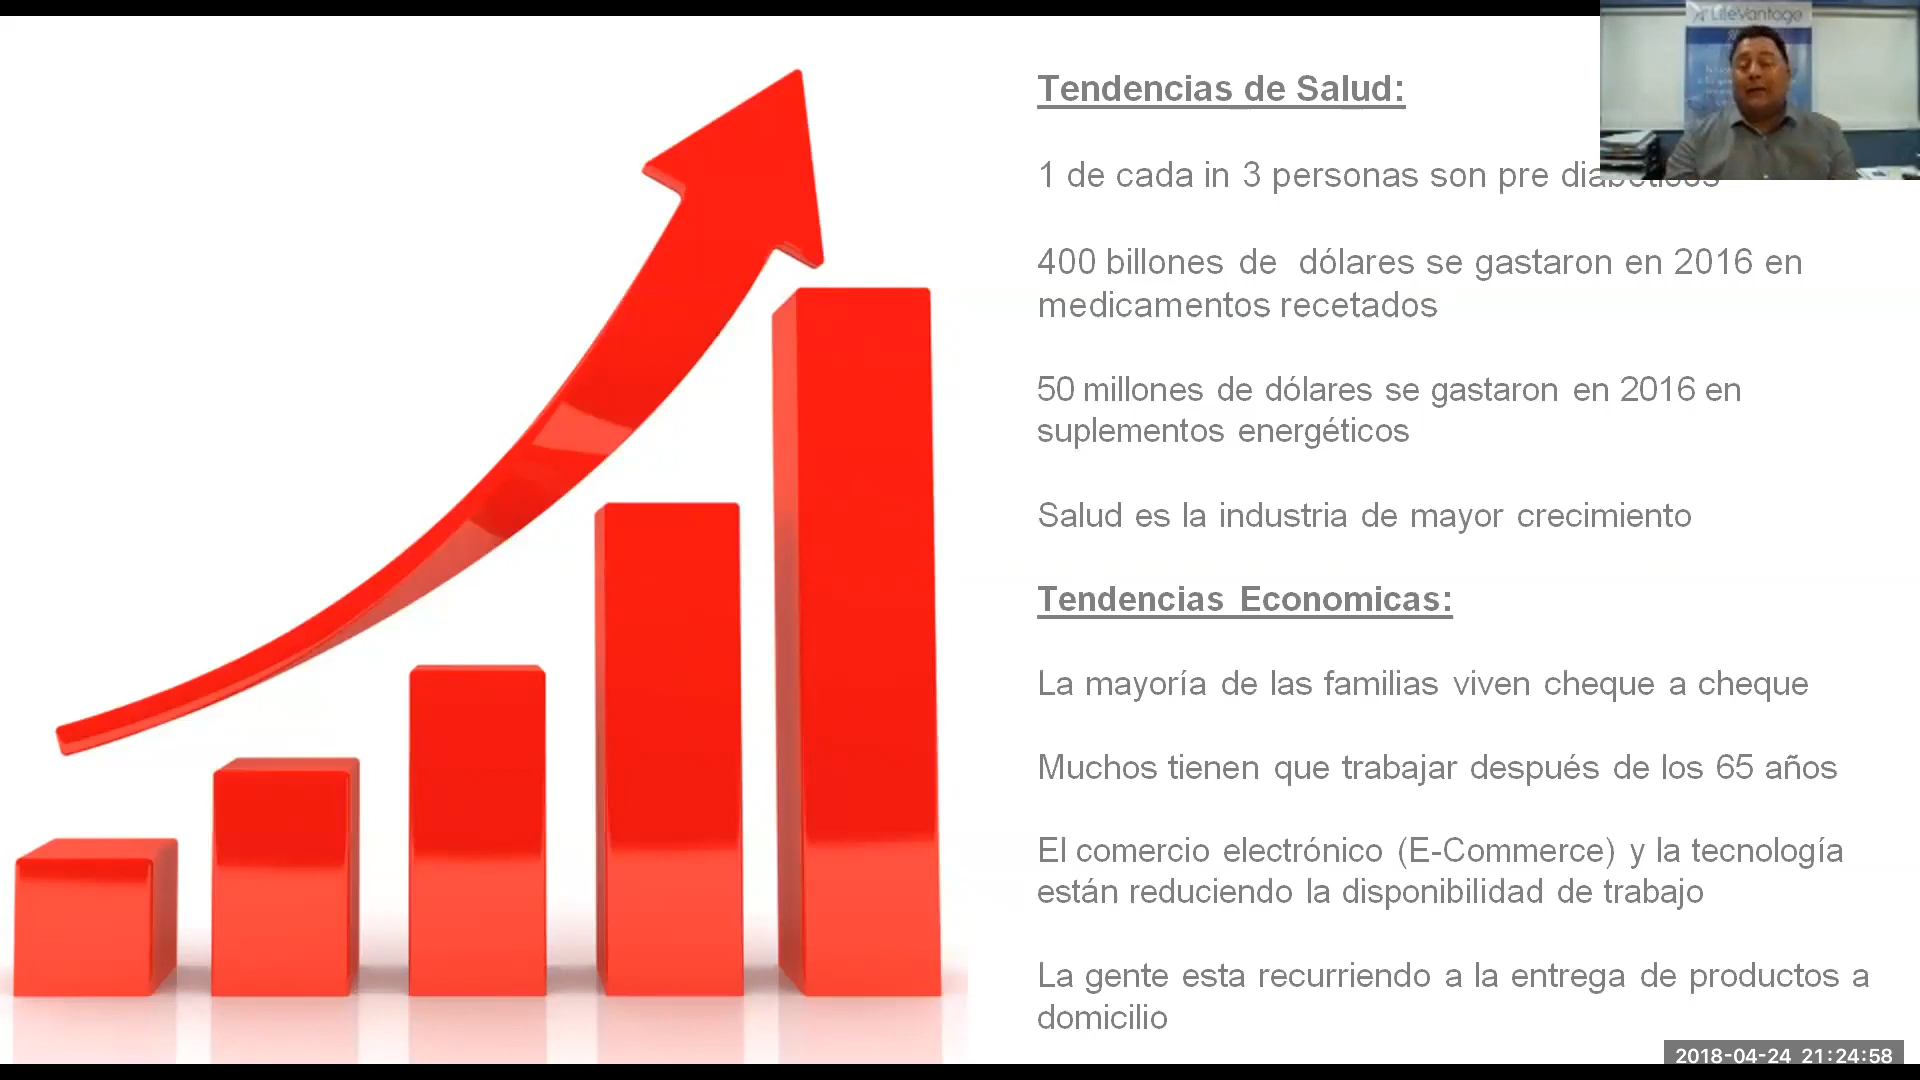 LifeVantage
Tendencias de Salud:
1 de cada in 3 personas son pre diabéticos
400 billones de dólares se gastaron en 2016 en
medicamentos recetados
50 millones de dólares se gastaron en 2016 en
suplementos energéticos
Salud es la industria de mayor crecimiento
Tendencias Economicas:
La mayoría de las familias viven cheque a cheque
Muchos tienen que trabajar después de los 65 años
El comercio electrónico (E-Commerce) y la tecnología
están reduciendo la disponibilidad de trabajo
La gente esta recurriendo a la entrega de productos a
domicilio
2018-04-24 21:24:58